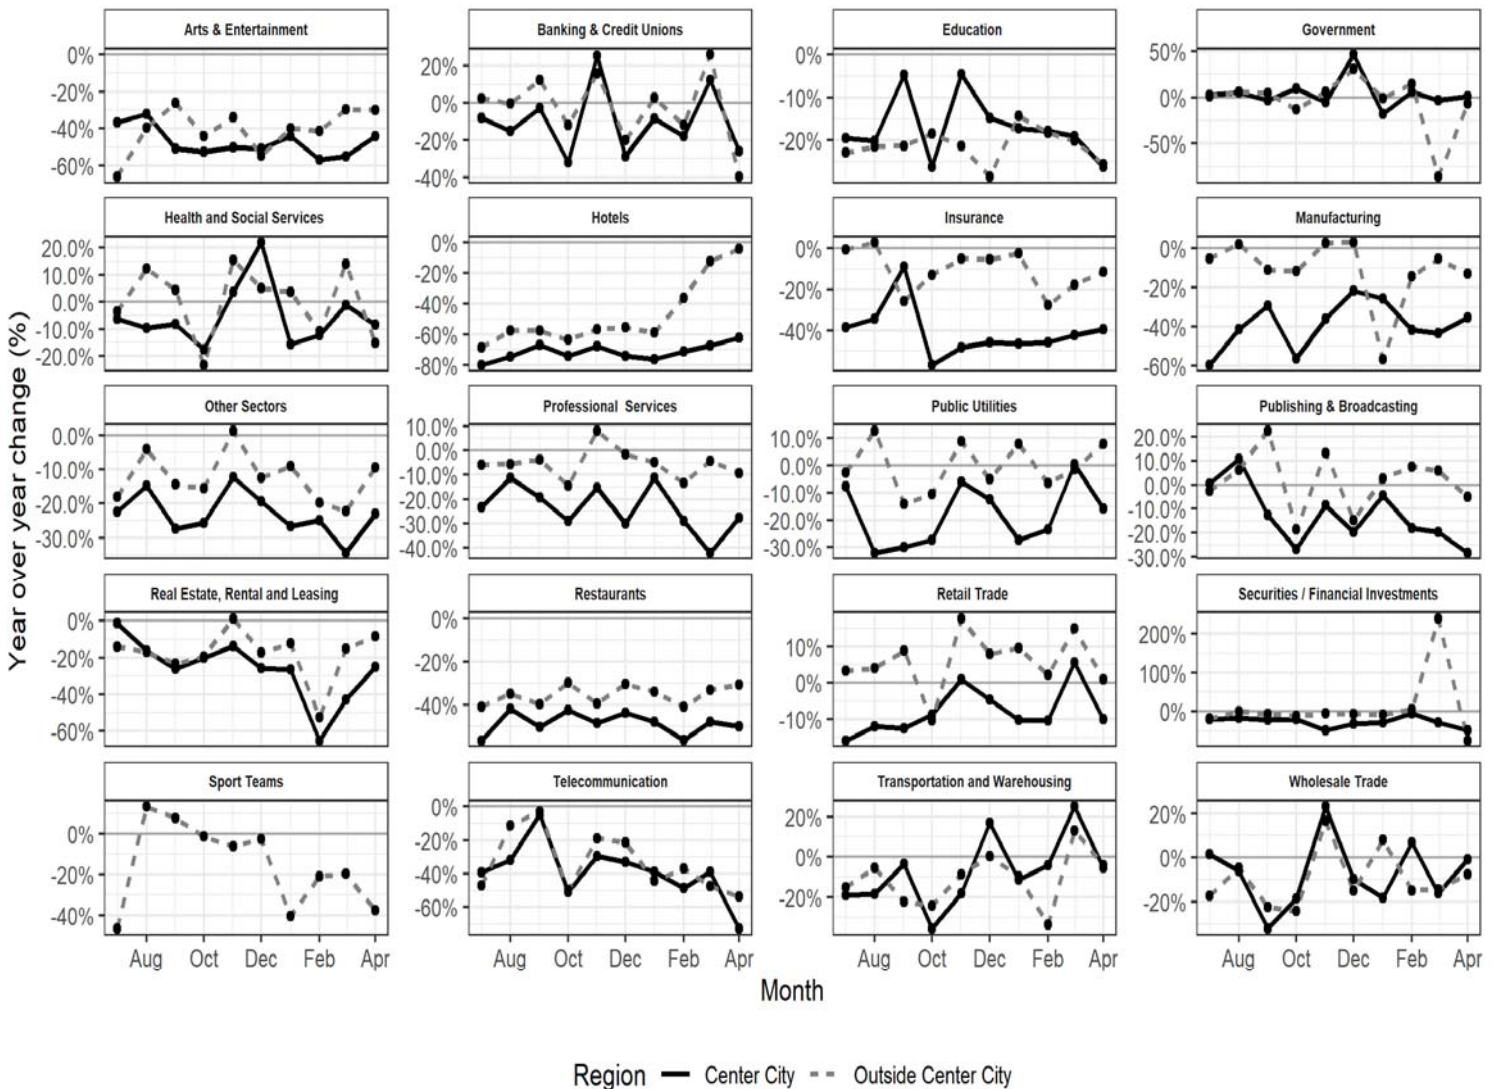 Arts & Entertainment
0%
-20%
-40%
-60%
Banking & Credit Unions
20%
0%
-20%
-40%
Education
0%
-10%
-20%
Government
50%
0%
-50%
Health and Social Services
20.0%
10.0%
0.0%
-10.0%
-20.0%
Hotels
0%
-20%
-40%
-60%
-80%
Insurance
0%
-20%
-40%
Manufacturing
0%
-20%
-40%
-60%
Year over year change (%)
Other Sectors
0.0%
-10.0%
-20.0%
-30.0%
Professional Services
10.0%
0.0%
-10.0%
-20.0%
-30.0%
-40.0%
Public Utilities
10.0%
0.0%
-10.0%
-20.0%
-30.0%
Publishing & Broadcasting
20.0%
10.0%
0.0%
-10.0%
-20.0%
-30.0%
Real Estate, Rental and Leasing
0%
-20%
-40%
-60%
Restaurants
0%
-20%
-40%
Retail Trade
10%
0%
-10%
Securities / Financial Investments
200%
100%
0%
Sport Teams
0%
-20%
-40%
Telecommunication
0%
-20%
-40%
-60%
Transportation and Warehousing
20%
0%
-20%
Wholesale Trade
20%
0%
-20%
Aug Oct Dec Feb Apr
Aug Oct Dec Feb Apr
Aug Oct Dec Feb Apr
Aug Oct Dec Feb Apr
Month
Region Center City Outside Center City